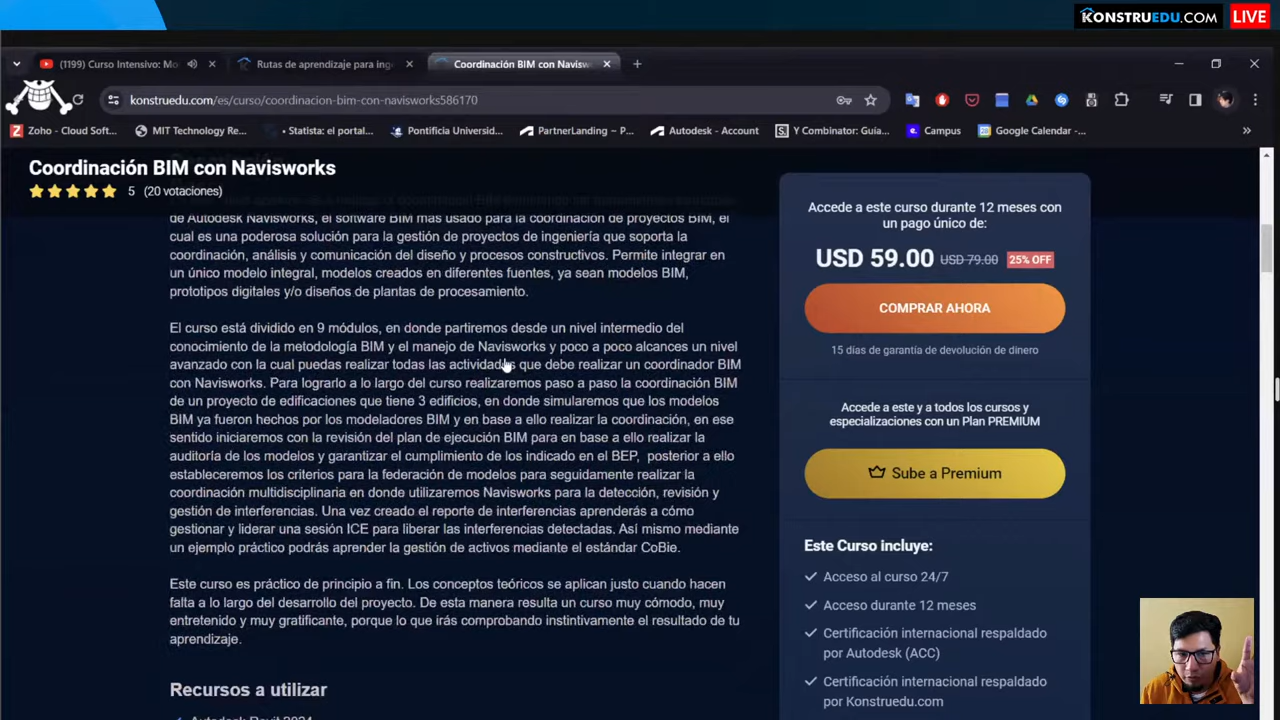 KONSTRUEDU.COM LIVE
(1199) Curso Intensivo: Mo
Rutas de aprendizaje para ing
Coordinación BIM con Navisw
konstruedu.com/es/curso/coordinacion-bim-con-navisworks586170
Zoho - Cloud Soft...
MIT Technology Re...
• Statista: el portal...
Pontificia Universid...
PartnerLanding – P...
Autodesk - Account
Y Combinator: Guía...
Campus
Google Calendar -...
Coordinación BIM con Navisworks
5 (20 votaciones)
de Autodesk Navisworks, el software BIM más usado para la coordinación de proyectos BIM, el
cual es una poderosa solución para la gestión de proyectos de ingeniería que soporta la
coordinación, análisis y comunicación del diseño y procesos constructivos. Permite integrar en
un único modelo integral, modelos creados en diferentes fuentes, ya sean modelos BIM,
prototipos digitales y/o diseños de plantas de procesamiento.
El curso está dividido en 9 módulos, en donde partiremos desde un nivel intermedio del
conocimiento de la metodología BIM y el manejo de Navisworks y poco a poco alcances un nivel
avanzado con la cual puedas realizar todas las actividades que debe realizar un coordinador BIM
con Navisworks. Para lograrlo a lo largo del curso realizaremos paso a paso la coordinación BIM
de un proyecto de edificaciones que tiene 3 edificios, en donde simularemos que los modelos
BIM ya fueron hechos por los modeladores BIM y en base a ello realizar la coordinación, en ese
sentido iniciaremos con la revisión del plan de ejecución BIM para en base a ello realizar la
auditoría de los modelos y garantizar el cumplimiento de los indicado en el BEP, posterior a ello
estableceremos los criterios para la federación de modelos para seguidamente realizar la
coordinación multidisciplinaria en donde utilizaremos Navisworks para la detección, revisión y
gestión de interferencias. Una vez creado el reporte de interferencias aprenderás a cómo
gestionar y liderar una sesión ICE para liberar las interferencias detectadas. Así mismo mediante
un ejemplo práctico podrás aprender la gestión de activos mediante el estándar CoBie.
Este curso es práctico de principio a fin. Los conceptos teóricos se aplican justo cuando hacen
falta a lo largo del desarrollo del proyecto. De esta manera resulta un curso muy cómodo, muy
entretenido y muy gratificante, porque lo que irás comprobando instintivamente el resultado de tu
aprendizaje.
Recursos a utilizar
Autodesk Revit 2024
Accede a este curso durante 12 meses con
un pago único de:
USD 59.00 USD 79.00 25% OFF
COMPRAR AHORA
15 días de garantía de devolución de dinero
Accede a este y a todos los cursos y
especializaciones con un Plan PREMIUM
Sube a Premium
Este Curso incluye:
Acceso al curso 24/7
Acceso durante 12 meses
Certificación internacional respaldado
por Autodesk (ACC)
Certificación internacional respaldado
por Konstruedu.com